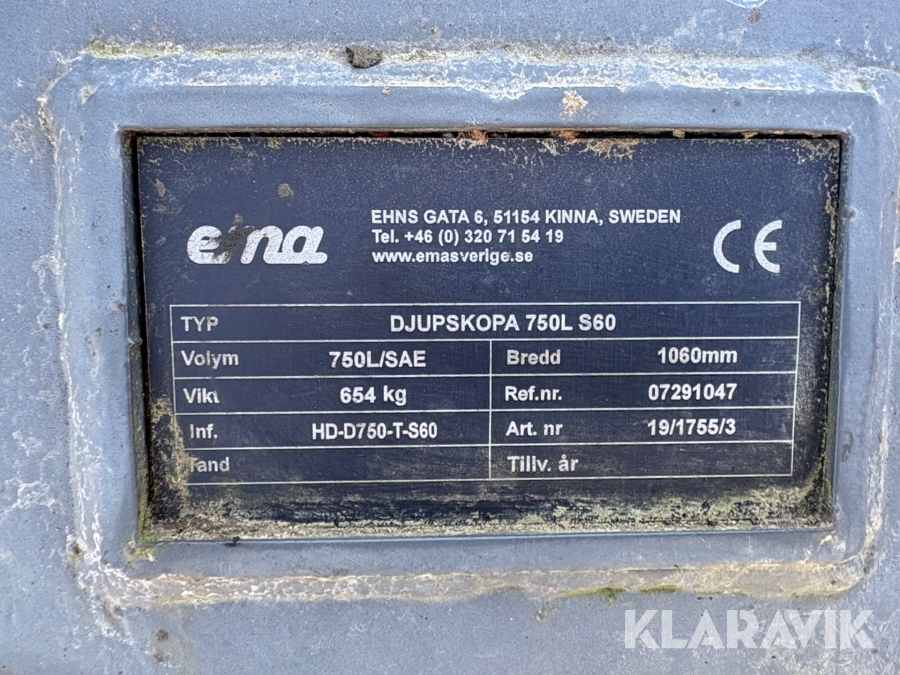 ema
EHNS GATA 6, 51154 KINNA, SWEDEN
Tel. +46 (0) 320 71 54 19
www.emasverige.se
CE
TYP DJUPSKOPA 750L S60
Volym 750L/SAE Bredd 1060mm
Vikt 654 kg Ref.nr. 07291047
Inf. HD-D750-T-S60 Art. nr 19/1755/3
Tand Tillv. år
KLARAVIK